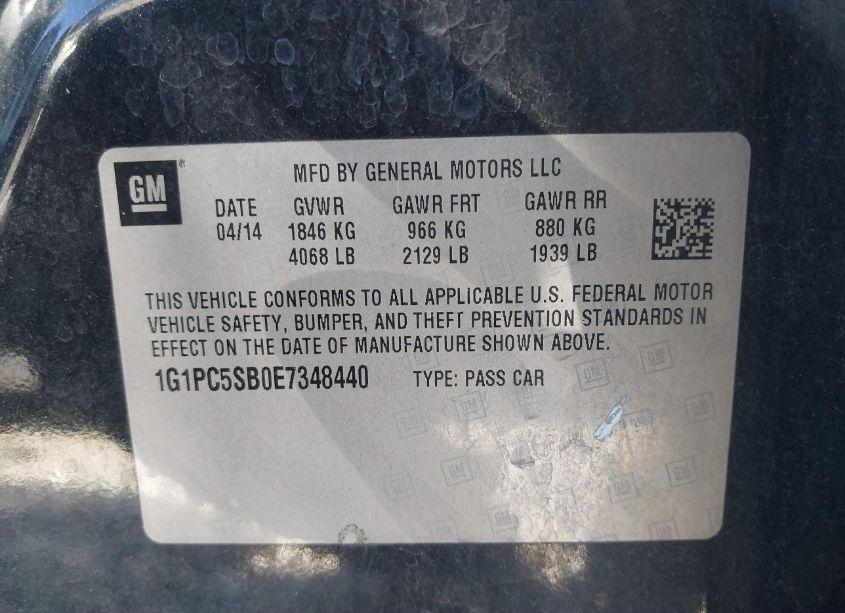 GM ®
MFD BY GENERAL MOTORS LLC
DATE GVWR GAWR FRT GAWR RR
04/14 1846 KG 966 KG 880 KG
4068 LB 2129 LB 1939 LB
THIS VEHICLE CONFORMS TO ALL APPLICABLE U.S. FEDERAL MOTOR
VEHICLE SAFETY, BUMPER, AND THEFT PREVENTION STANDARDS IN
EFFECT ON THE DATE OF MANUFACTURE SHOWN ABOVE.
1G1PC5SB0E7348440 TYPE: PASS CAR